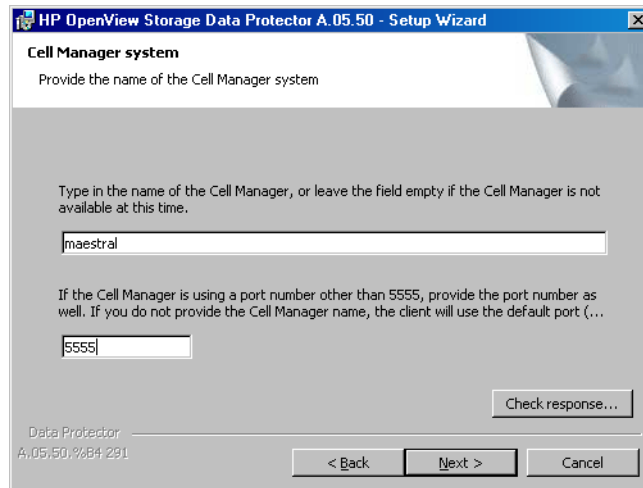 HP OpenView Storage Data Protector A.05.50 - Setup Wizard
Cell Manager system
Provide the name of the Cell Manager system
Type in the name of the Cell Manager, or leave the field empty if the Cell Manager is not
available at this time.
maestral
If the Cell Manager is using a port number other than 5555, provide the port number as
well. If you do not provide the Cell Manager name, the client will use the default port (...
5555
Check response...
Data Protector
A.05.50,%B4 291
< Back
Next >
Cancel